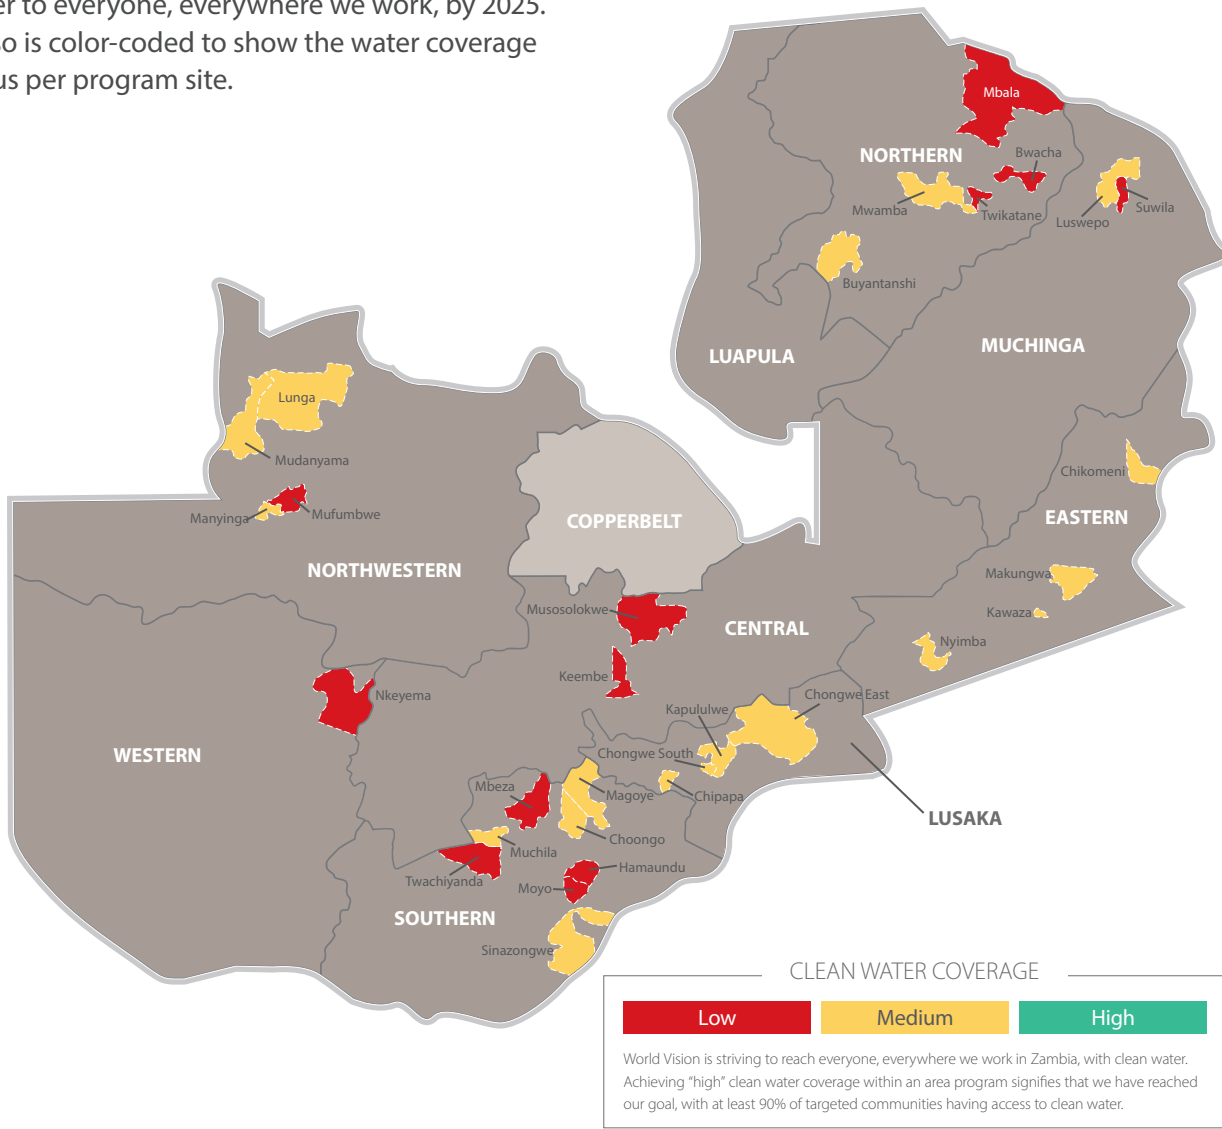 er to everyone, everywhere we work, by 2025.
so is color-coded to show the water coverage
us per program site.
Mbala
NORTHERN
Bwacha
Mwamba
Twikatane
Luswepo
Suwila
Buyantanshi
LUAPULA
MUCHINGA
Lunga
Mudanyama
Manyinga
Mufumbwe
NORTHWESTERN
COPPERBELT
Chikomeni
EASTERN
Makungwa
Kawaza
Nyimba
Musosolokwe
CENTRAL
Keembe
Nkeyema
WESTERN
Kapululwe
Chongwe East
Chongwe South
Chipapa
LUSAKA
Mbeza
Magoye
Choongo
Muchila
Twachiyanda
Hamaundu
Moyo
SOUTHERN
Sinazongwe
CLEAN WATER COVERAGE
Low
Medium
High
World Vision is striving to reach everyone, everywhere we work in Zambia, with clean water.
Achieving “high” clean water coverage within an area program signifies that we have reached
our goal, with at least 90% of targeted communities having access to clean water.